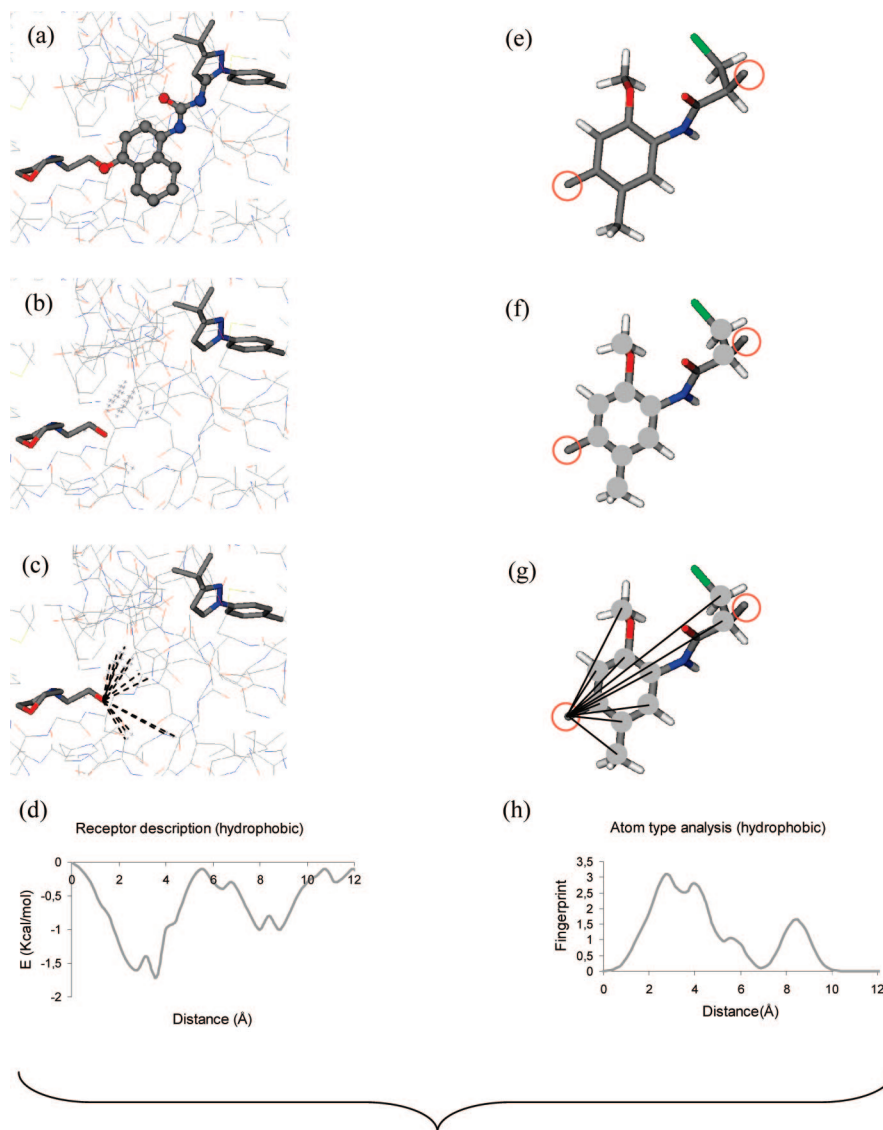 (a)
(b)
(c)
(d)
Receptor description (hydrophobic)
0
-0,5
-1
-1,5
-2
0 2 4 6 8 10 12
E (Kcal/mol)
Distance (Å)
(e)
(f)
(g)
(h)
Atom type analysis (hydrophobic)
3,5
3
2,5
2
1,5
1
0,5
0
0 2 4 6 8 10 12
Fingerprint
Distance(Å)